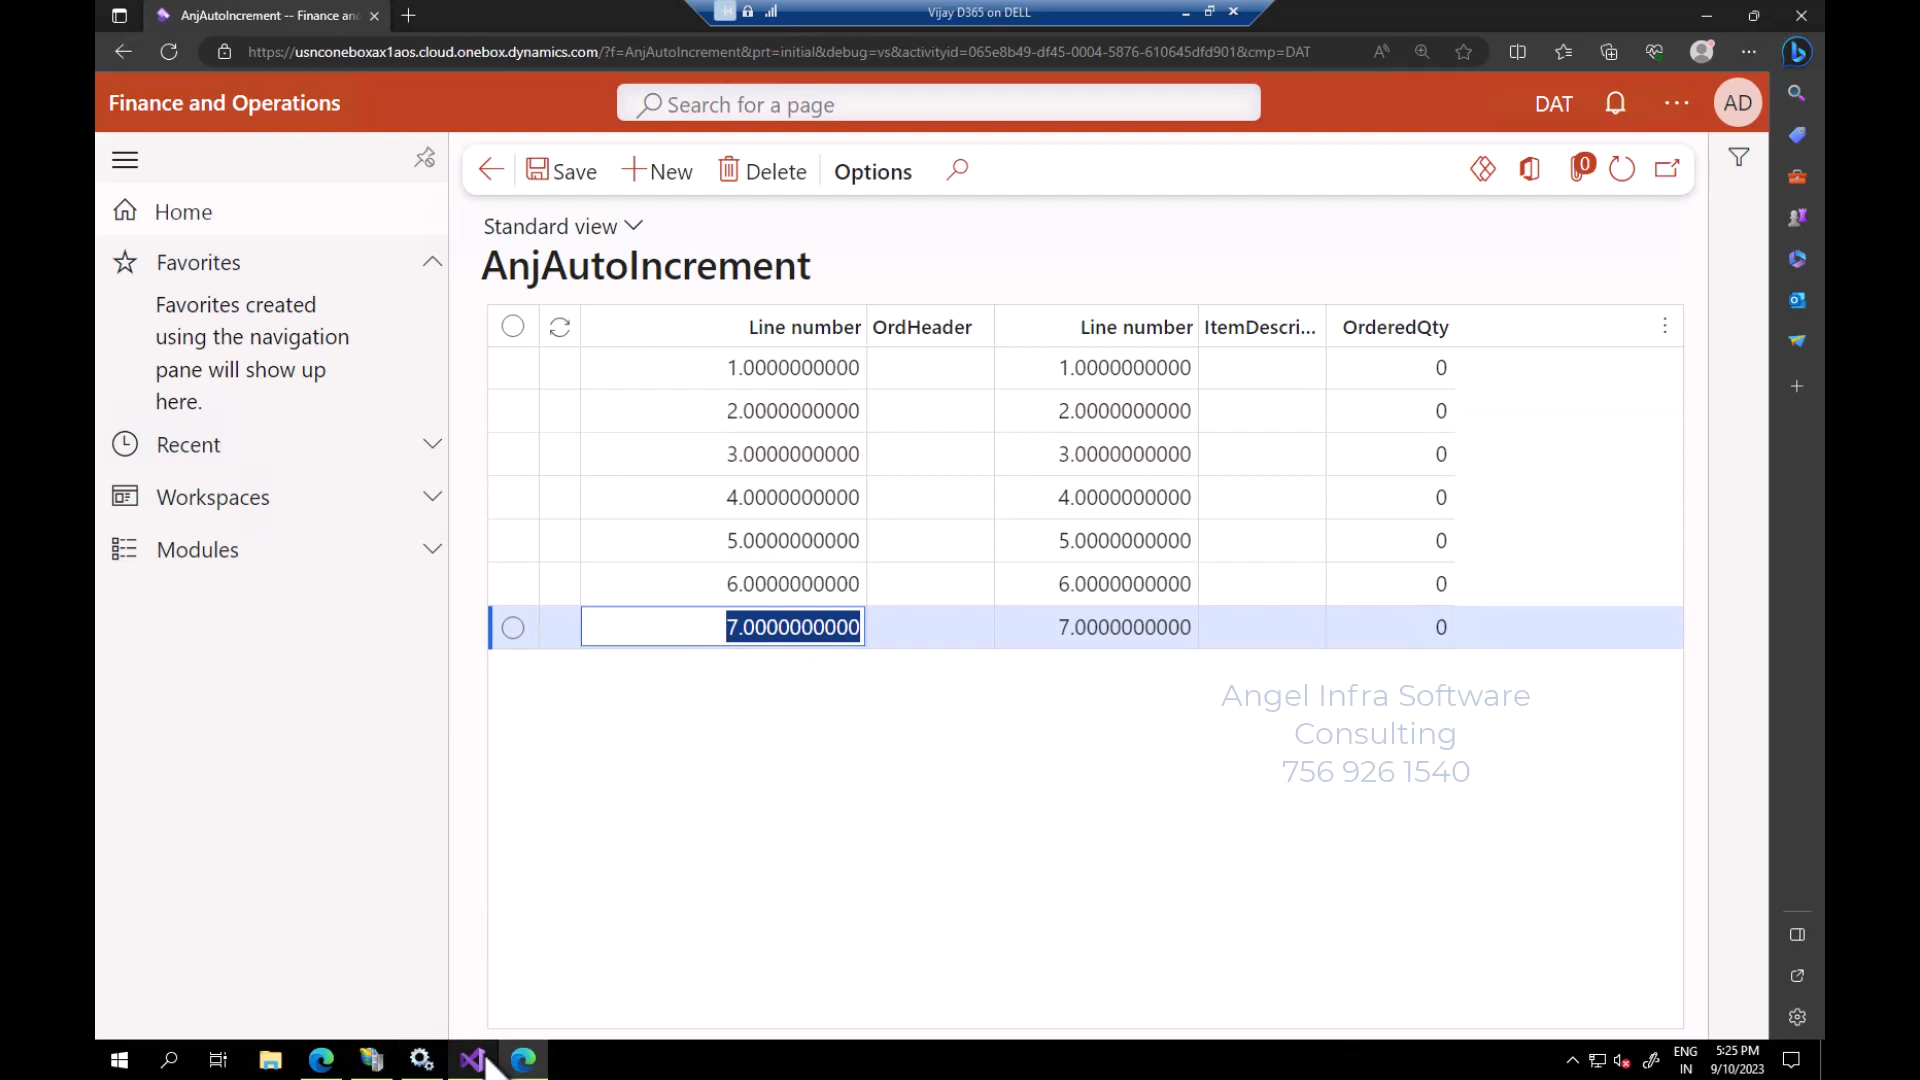 AnjAutoIncrement -- Finance and
Vijay D365 on DELL
https://usnconeboxax1aos.cloud.onebox.dynamics.com/?f=AnjAutoIncrement&prt=initial&debug=vs&activityid=065e8b49-df45-0004-5876-610645dfd901&cmp=DAT
Finance and Operations
Search for a page
DAT
AD
Save
New
Delete
Options
0
Home
Favorites
Favorites created
using the navigation
pane will show up
here.
Recent
Workspaces
Modules
Standard view
AnjAutoIncrement
Line number OrdHeader Line number ItemDescri... OrderedQty
1.0000000000 1.0000000000 0
2.0000000000 2.0000000000 0
3.0000000000 3.0000000000 0
4.0000000000 4.0000000000 0
5.0000000000 5.0000000000 0
6.0000000000 6.0000000000 0
7.0000000000 7.0000000000 0
Angel Infra Software
Consulting
756 926 1540
ENG
IN
5:25 PM
9/10/2023